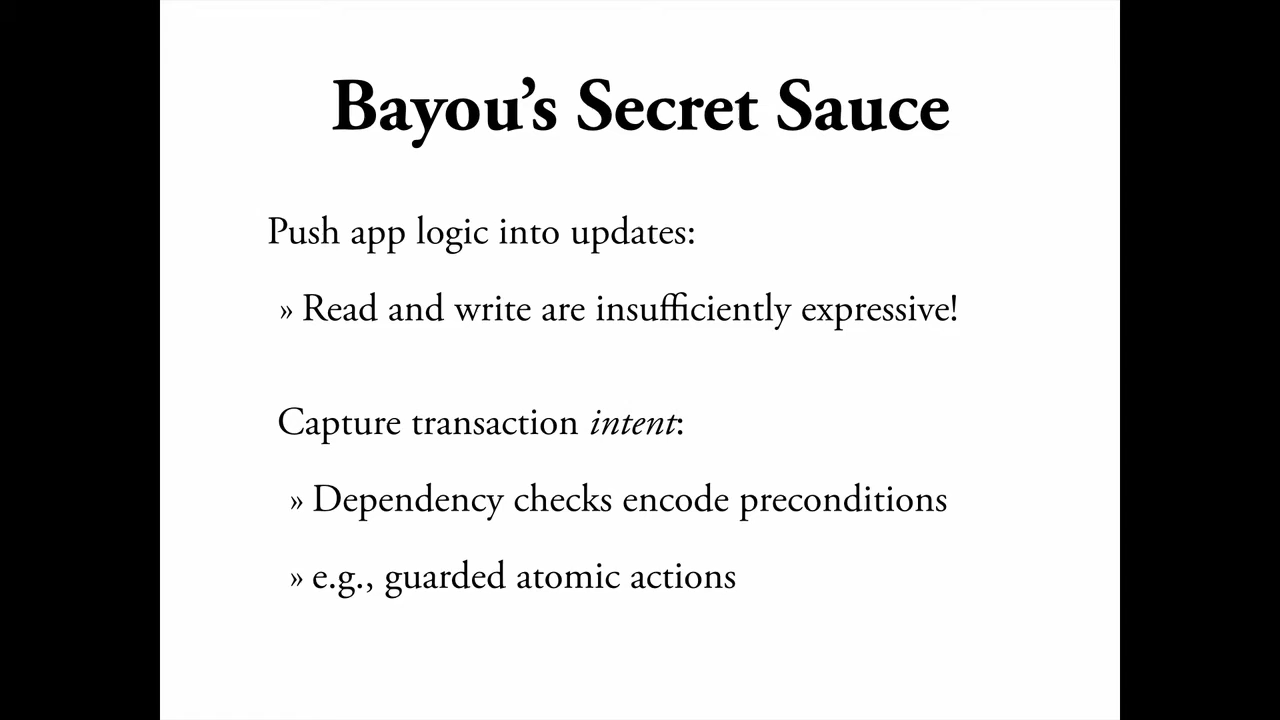 Bayou’s Secret Sauce
Push app logic into updates:
» Read and write are insufficiently expressive!
Capture transaction intent:
» Dependency checks encode preconditions
» e.g., guarded atomic actions